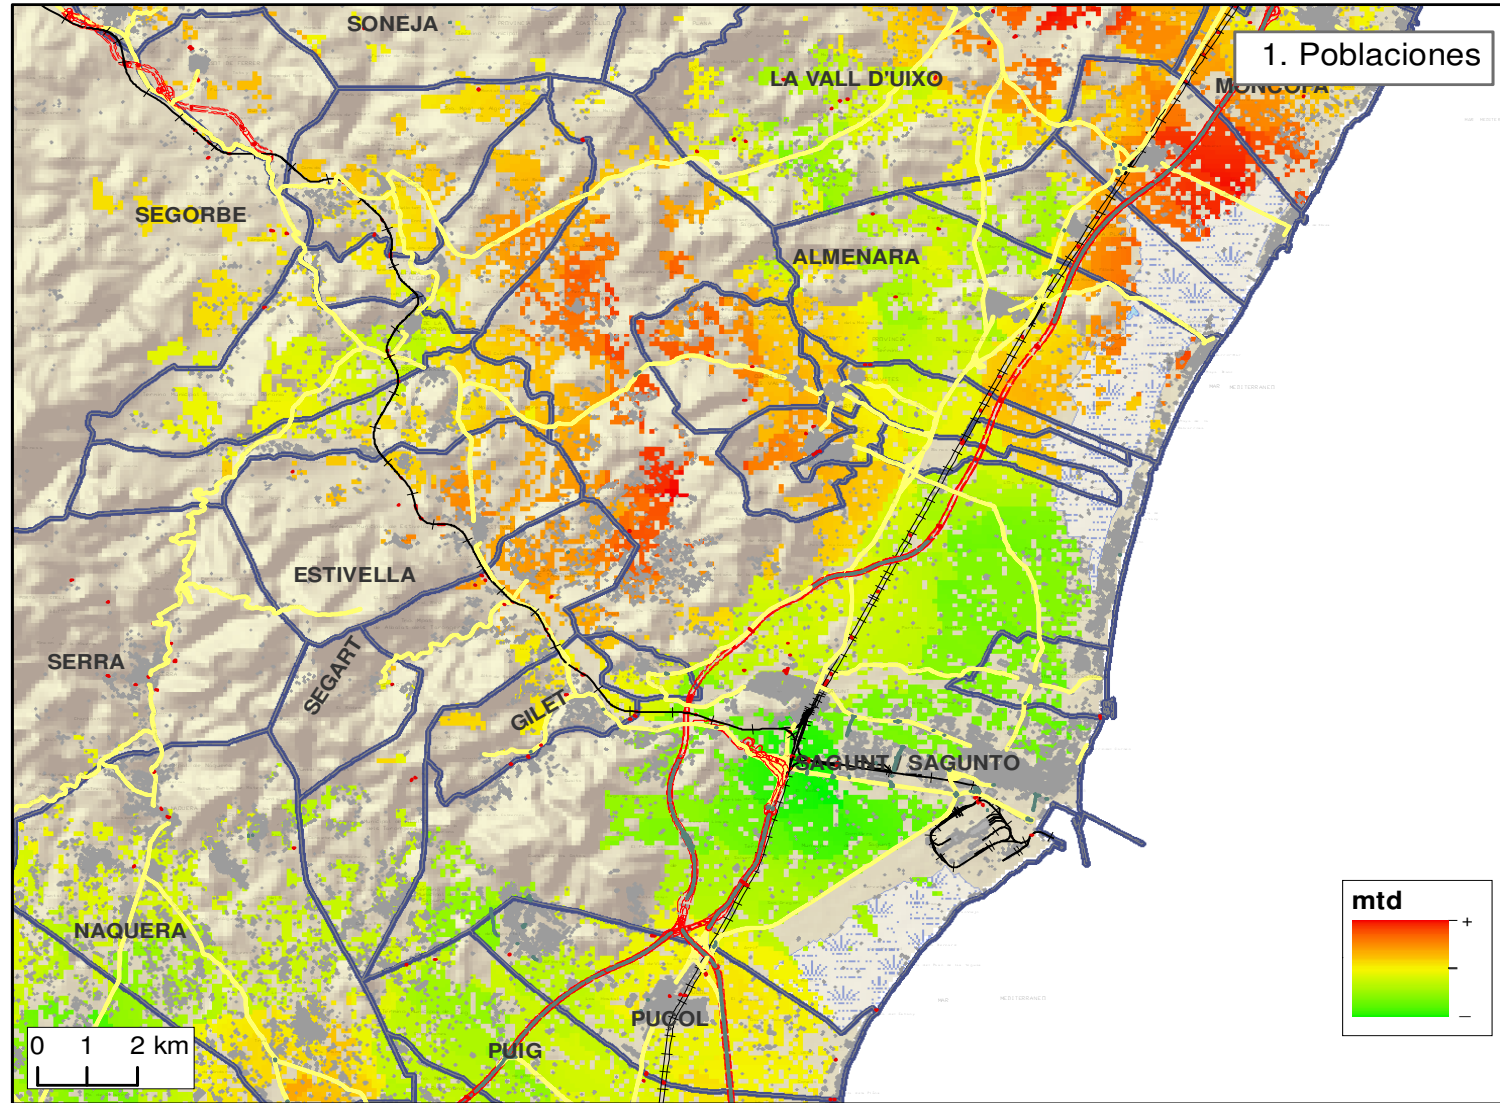 SONEJA
1. Poblaciones
LA VALL D'UIXO
MONCOFA
SEGORBE
ALMENARA
ESTIVELLA
SERRA
SEGART
GILET
SAGUNT / SAGUNTO
NAQUERA
PUÇOL
PUIG
mtd
+
–
–
0 1 2 km